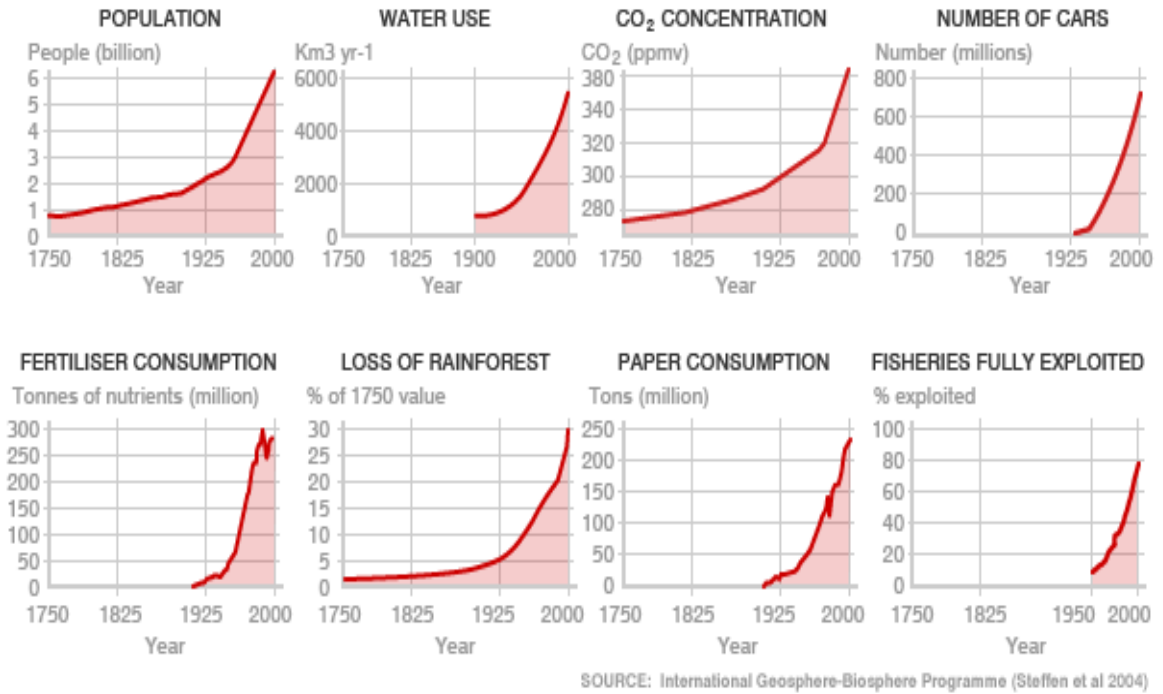 POPULATION
People (billion)
6
5
4
3
2
1
0
1750 1825 1925 2000
Year
WATER USE
Km3 yr-1
6000
4000
2000
0
1750 1825 1900 2000
Year
CO₂ CONCENTRATION
CO₂ (ppmv)
380
340
320
300
280
1750 1825 1925 2000
Year
NUMBER OF CARS
Number (millions)
800
600
400
200
0
1750 1825 1925 2000
Year
FERTILISER CONSUMPTION
Tonnes of nutrients (million)
300
250
200
150
100
50
0
1750 1825 1925 2000
Year
LOSS OF RAINFOREST
% of 1750 value
30
25
20
15
10
5
0
1750 1825 1925 2000
Year
PAPER CONSUMPTION
Tons (million)
250
200
150
100
50
0
1750 1825 1925 2000
Year
FISHERIES FULLY EXPLOITED
% exploited
100
80
60
40
20
0
1750 1825 1950 2000
Year
SOURCE: International Geosphere-Biosphere Programme (Steffen et al 2004)